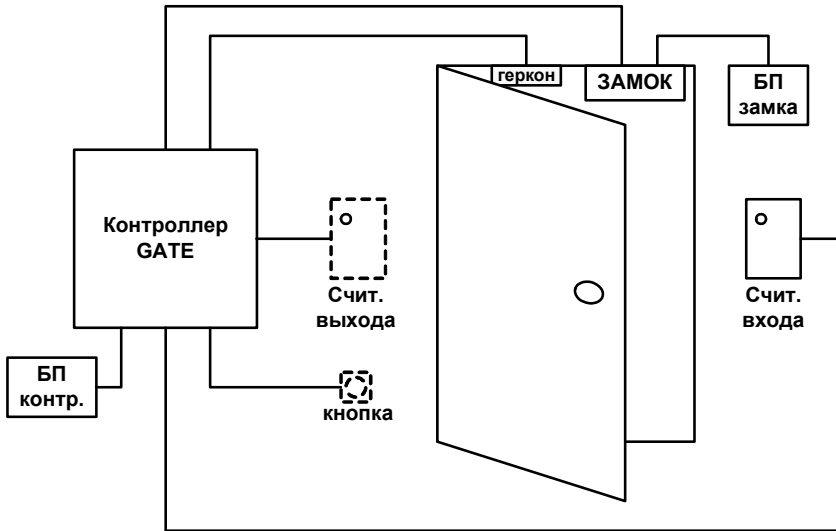 геркон
ЗАМОК
БП
замка
Контроллер
GATE
Счит.
выхода
Счит.
входа
БП
контр.
кнопка